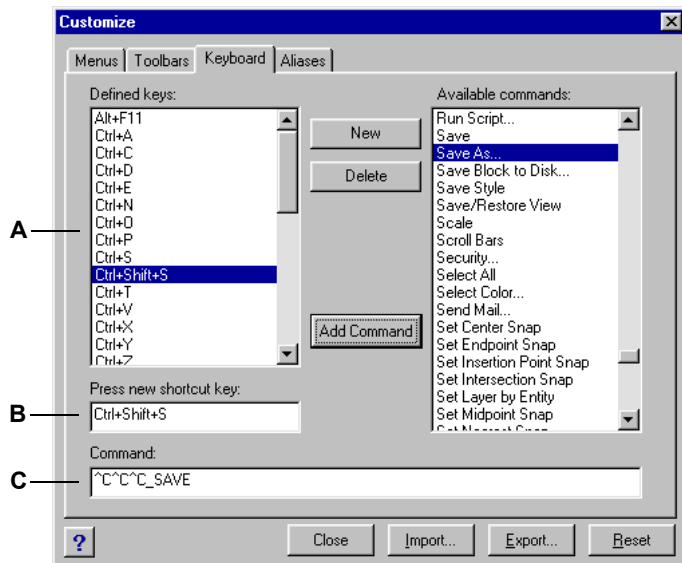 Customize
Menus Toolbars Keyboard Aliases
Defined keys:
Alt+F11
Ctrl+A
Ctrl+C
Ctrl+D
Ctrl+E
Ctrl+N
Ctrl+O
Ctrl+P
Ctrl+S
Ctrl+Shift+S
Ctrl+T
Ctrl+V
Ctrl+X
Ctrl+Y
Ctrl+Z
New
Delete
Add Command
Available commands:
Run Script...
Save
Save As...
Save Block to Disk...
Save Style
Save/Restore View
Scale
Scroll Bars
Security...
Select All
Select Color...
Send Mail...
Set Center Snap
Set Endpoint Snap
Set Insertion Point Snap
Set Intersection Snap
Set Layer by Entity
Set Midpoint Snap
Set Nearest Snap
A
Press new shortcut key:
B
Ctrl+Shift+S
Command:
C
^C^C^C_SAVE
?
Close
Import...
Export...
Reset